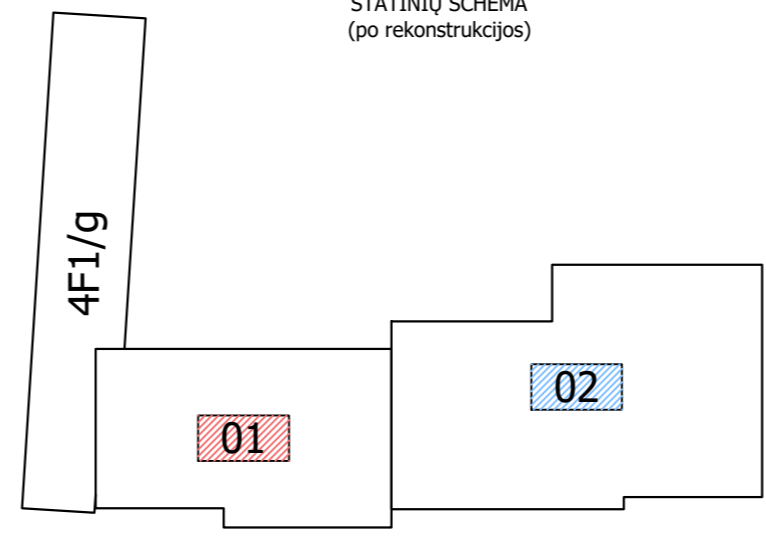 STATINIŲ SCHEMA
(po rekonstrukcijos)
4F1/g
01
02